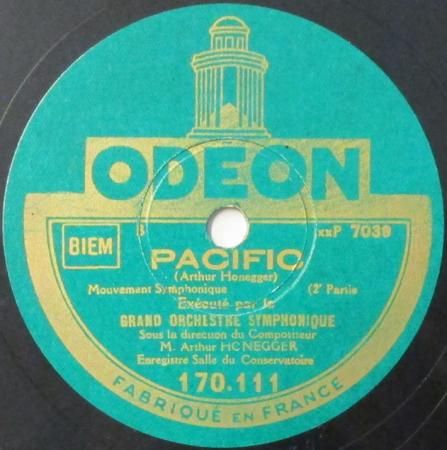 ODEON
BIEM
B
xxP 7039
PACIFIC
(Arthur Honegger)
Mouvement Symphonique
(2e Partie
Exécuté par le
GRAND ORCHESTRE SYMPHONIQUE
Sous la direction du Compositeur
M. Arthur HONEGGER
Enregistre Salle du Conservatoire
170.111
FABRIQUÉ EN FRANCE